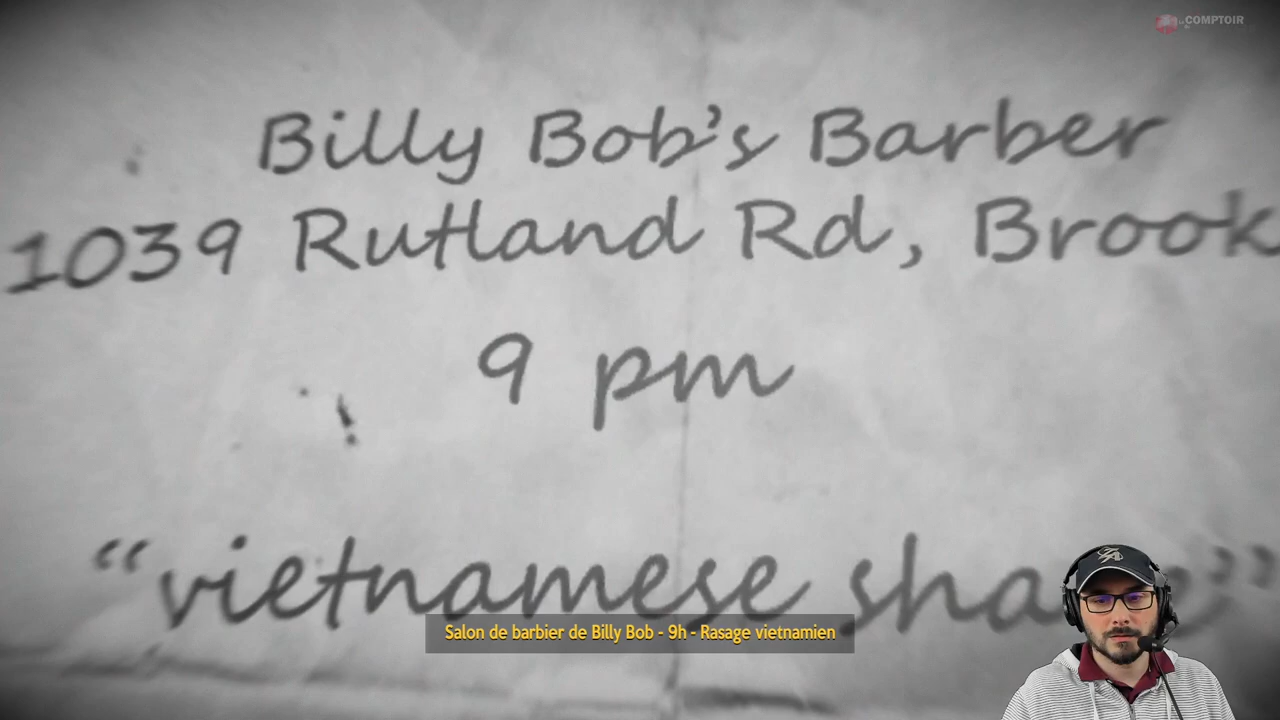 LE COMPTOIR
Billy Bob's Barber
1039 Rutland Rd, Brook
9 pm
“vietnamese sha
Salon de barbier de Billy Bob - 9h - Rasage vietnamien